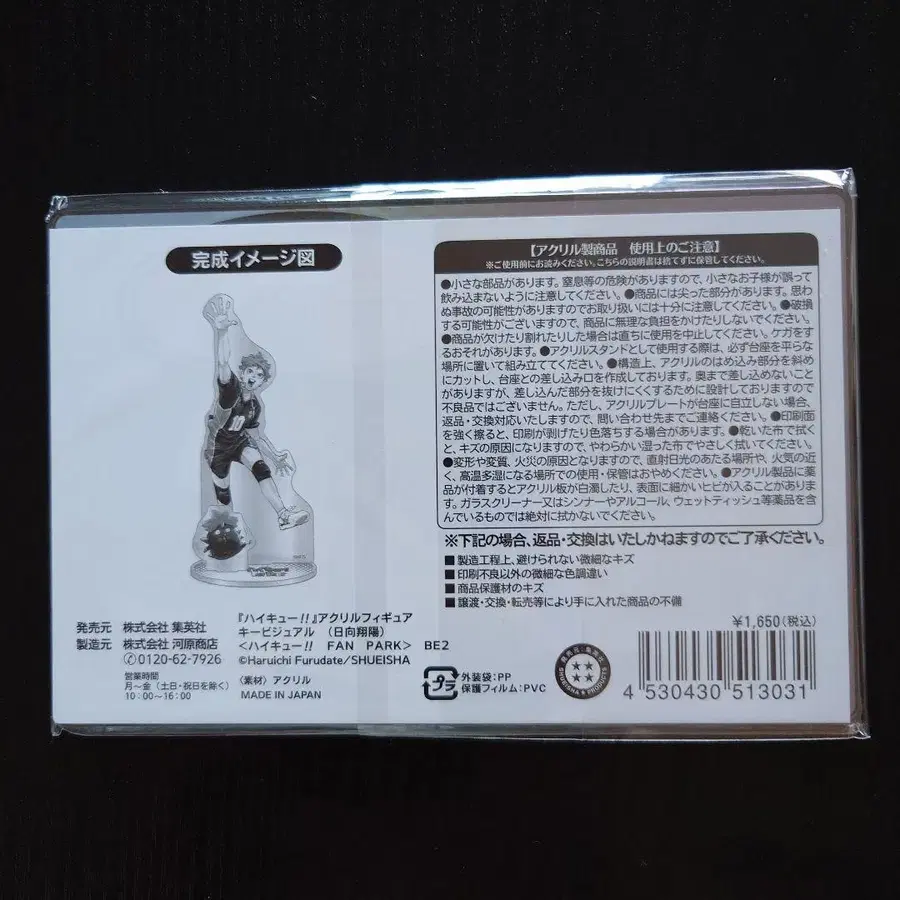 完成イメージ図
発売元 株式会社 集英社
製造元 株式会社 河原商店
✆0120-62-7926
営業時間
月~金(土日・祝日を除く)
10:00~16:00
『ハイキュー!!』アクリルフィギュア
キービジュアル (日向翔陽)
<ハイキュー!! FAN PARK> BE2
©Haruichi Furudate/SHUEISHA
〈素材〉アクリル
MADE IN JAPAN
【アクリル製商品 使用上のご注意】
※ご使用前にお読みください。こちらの説明書は捨てずに保管してください。
●小さな部品があります。窒息等の危険がありますので、小さなお子様が誤って
飲み込まないように注意してください。●商品には尖った部分があります。思わ
ぬ事故の可能性がありますのでお取り扱いには十分に注意してください。●破損
する可能性がございますので、商品に無理な負担をかけたりしないでください。
●商品が欠けたり割れたりした場合は直ちに使用を中止してください。ケガをす
るおそれがあります。●アクリルスタンドとして使用する際は、必ず台座を平らな
場所に置いて組み立ててください。●構造上、アクリルのはめ込み部分を斜め
にカットし、台座との差し込み口を作成しております。奥まで差し込めないこと
がありますが、差し込んだ部分を抜けにくくするために設計しておりますので
不良品ではございません。ただし、アクリルプレートが台座に自立しない場合、
返品・交換対応いたしますので、問い合わせ先までご連絡ください。●印刷面
を強く擦ると、印刷が剥げたり色落ちする場合があります。●乾いた布で拭く
と、キズの原因になりますので、やわらかい湿った布でやさしく拭いてください。
●変形や変質、火災の原因となりますので、直射日光のあたる場所や、火気の近
く、高温多湿になる場所での使用・保管はおやめください。●アクリル製品に薬
品が付着するとアクリル板が白濁したり、表面に細かいヒビが入ることがありま
す。ガラスクリーナー又はシンナーやアルコール、ウェットティッシュ等薬品を含
んでいるものでは絶対に拭かないでください。
※下記の場合、返品・交換はいたしかねますのでご了承ください。
■製造工程上、避けられない微細なキズ
■印刷不良以外の微細な色調違い
■商品保護材のキズ
■譲渡・交換・転売等により手に入れた商品の不備
プラ
外装袋:PP
保護フィルム:PVC
SHUEISHA PRODUCTS
¥1,650(税込)
4 530430 513031